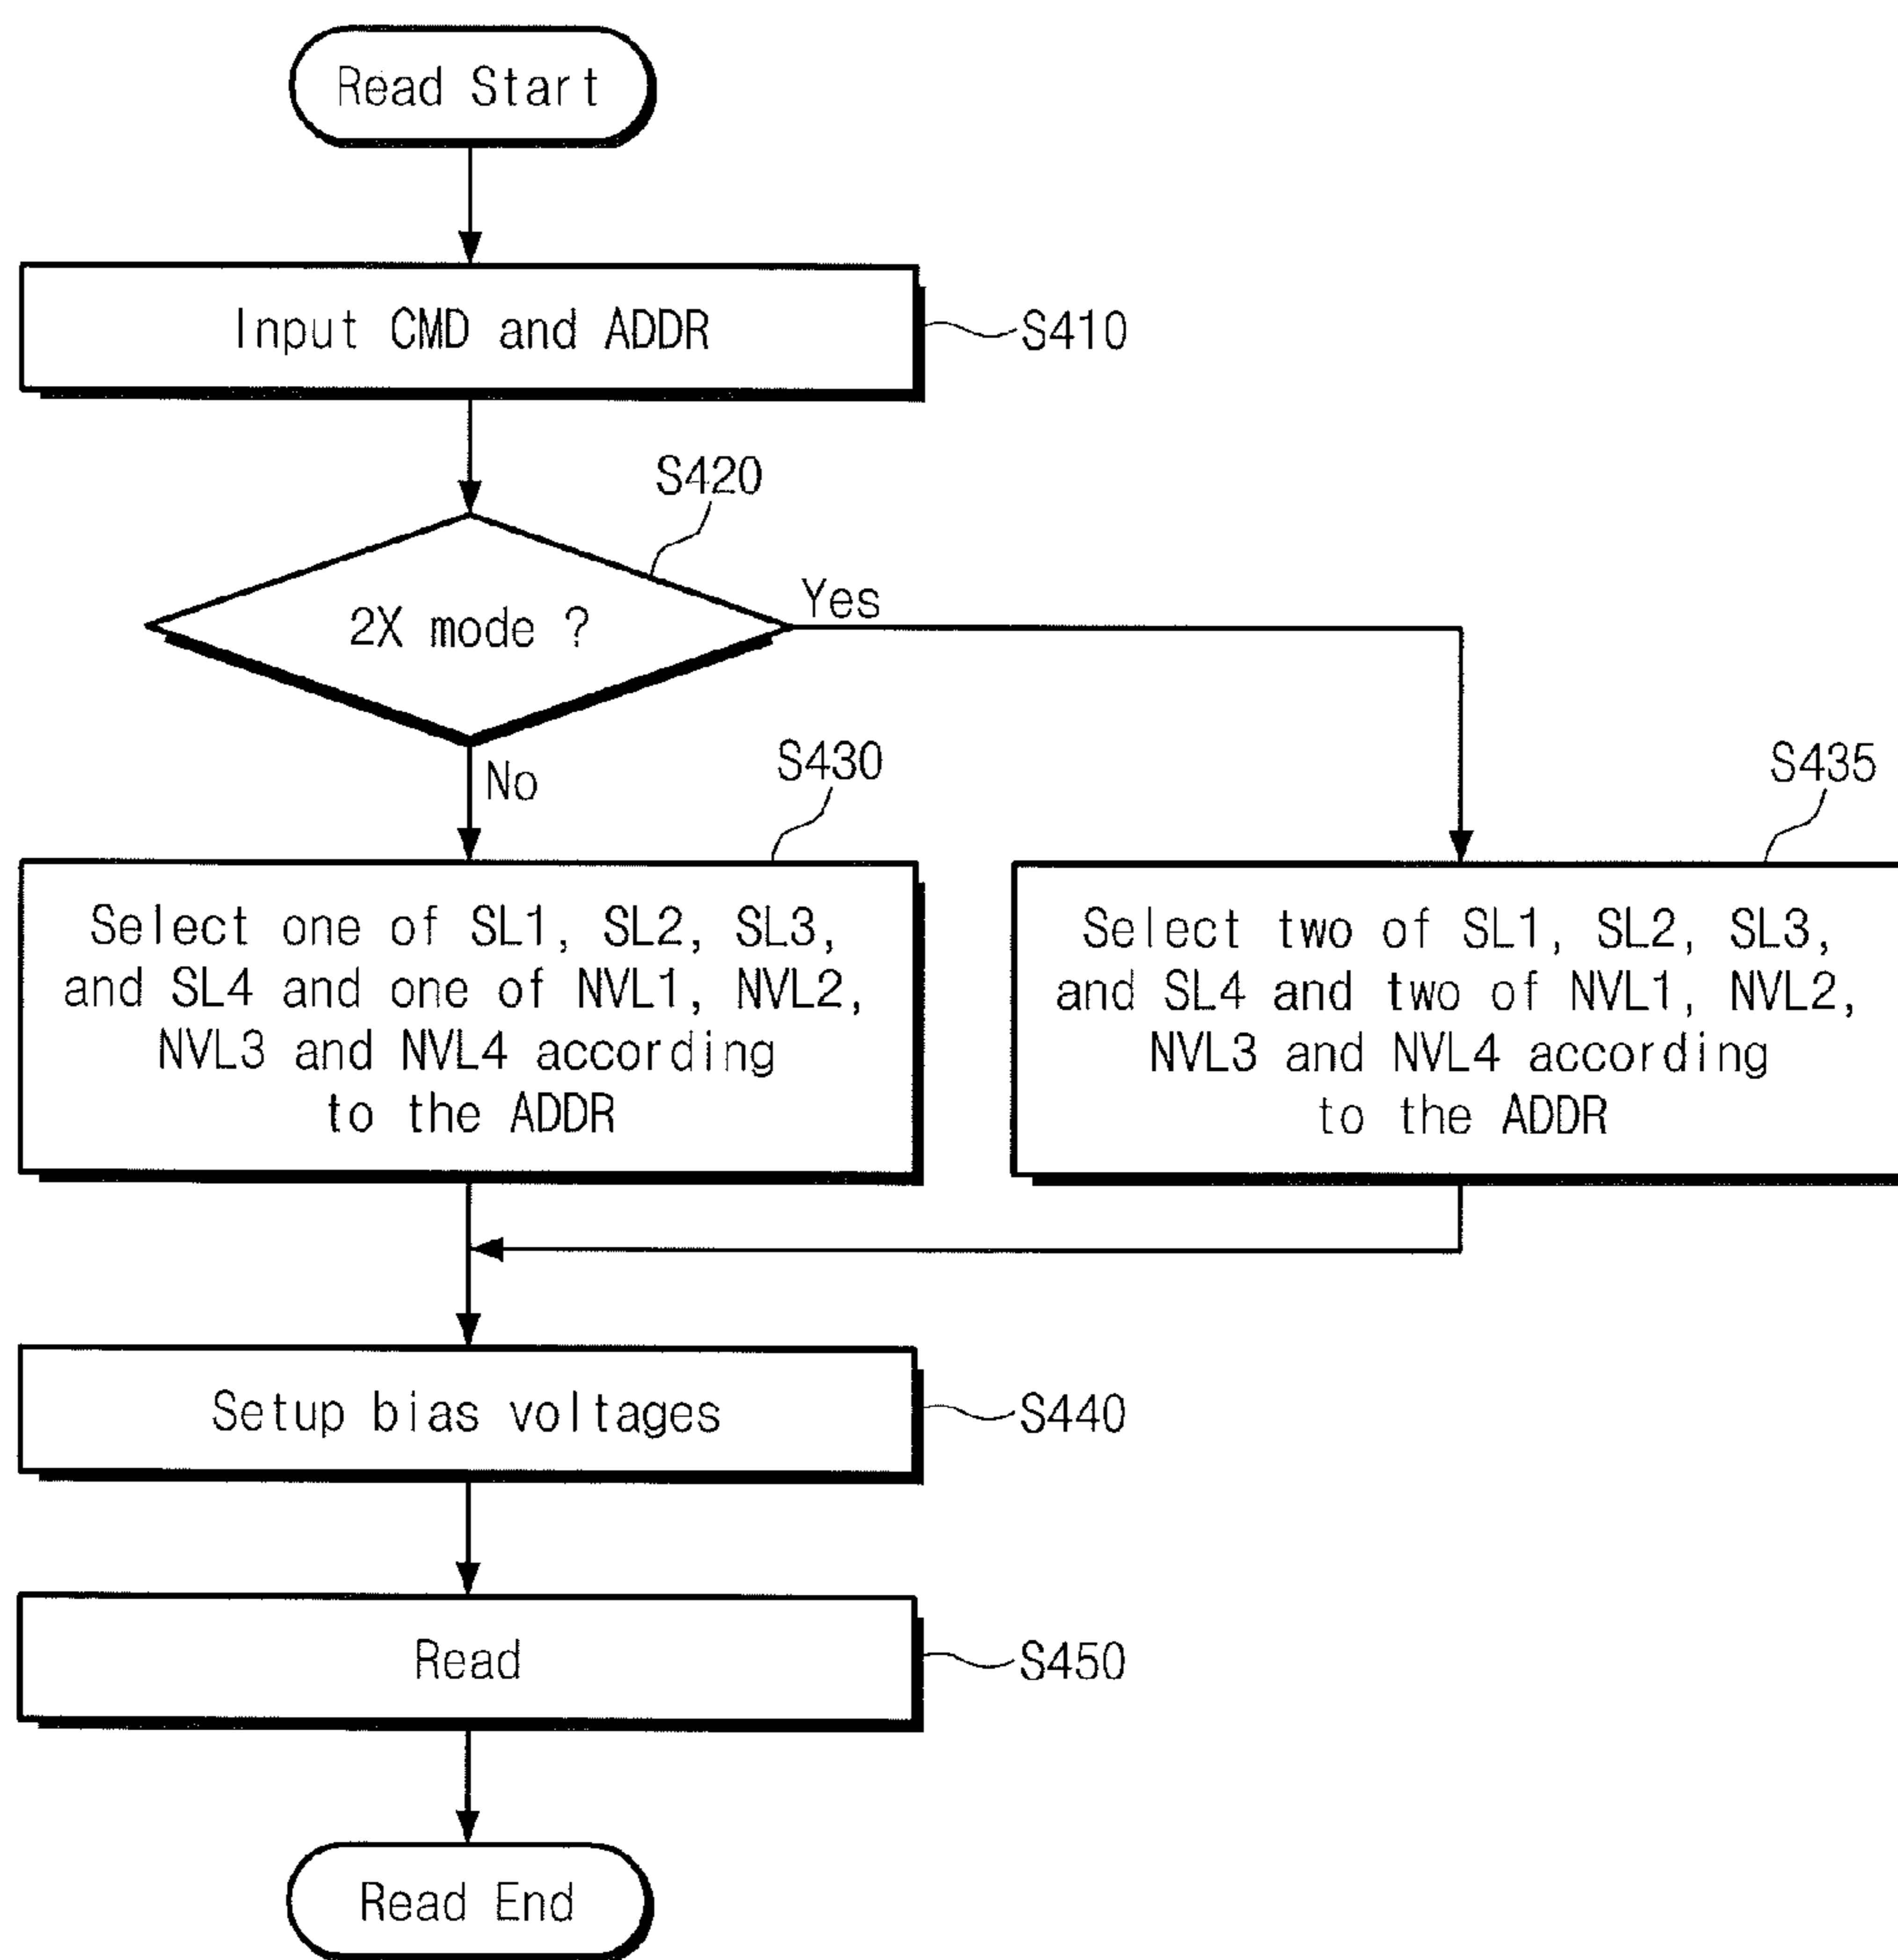 Read Start
Input CMD and ADDR
S410
S420
2X mode ?
Yes
No
S430
S435
Select one of SL1, SL2, SL3,
and SL4 and one of NVL1, NVL2,
NVL3 and NVL4 according
to the ADDR
Select two of SL1, SL2, SL3,
and SL4 and two of NVL1, NVL2,
NVL3 and NVL4 according
to the ADDR
Setup bias voltages
S440
Read
S450
Read End